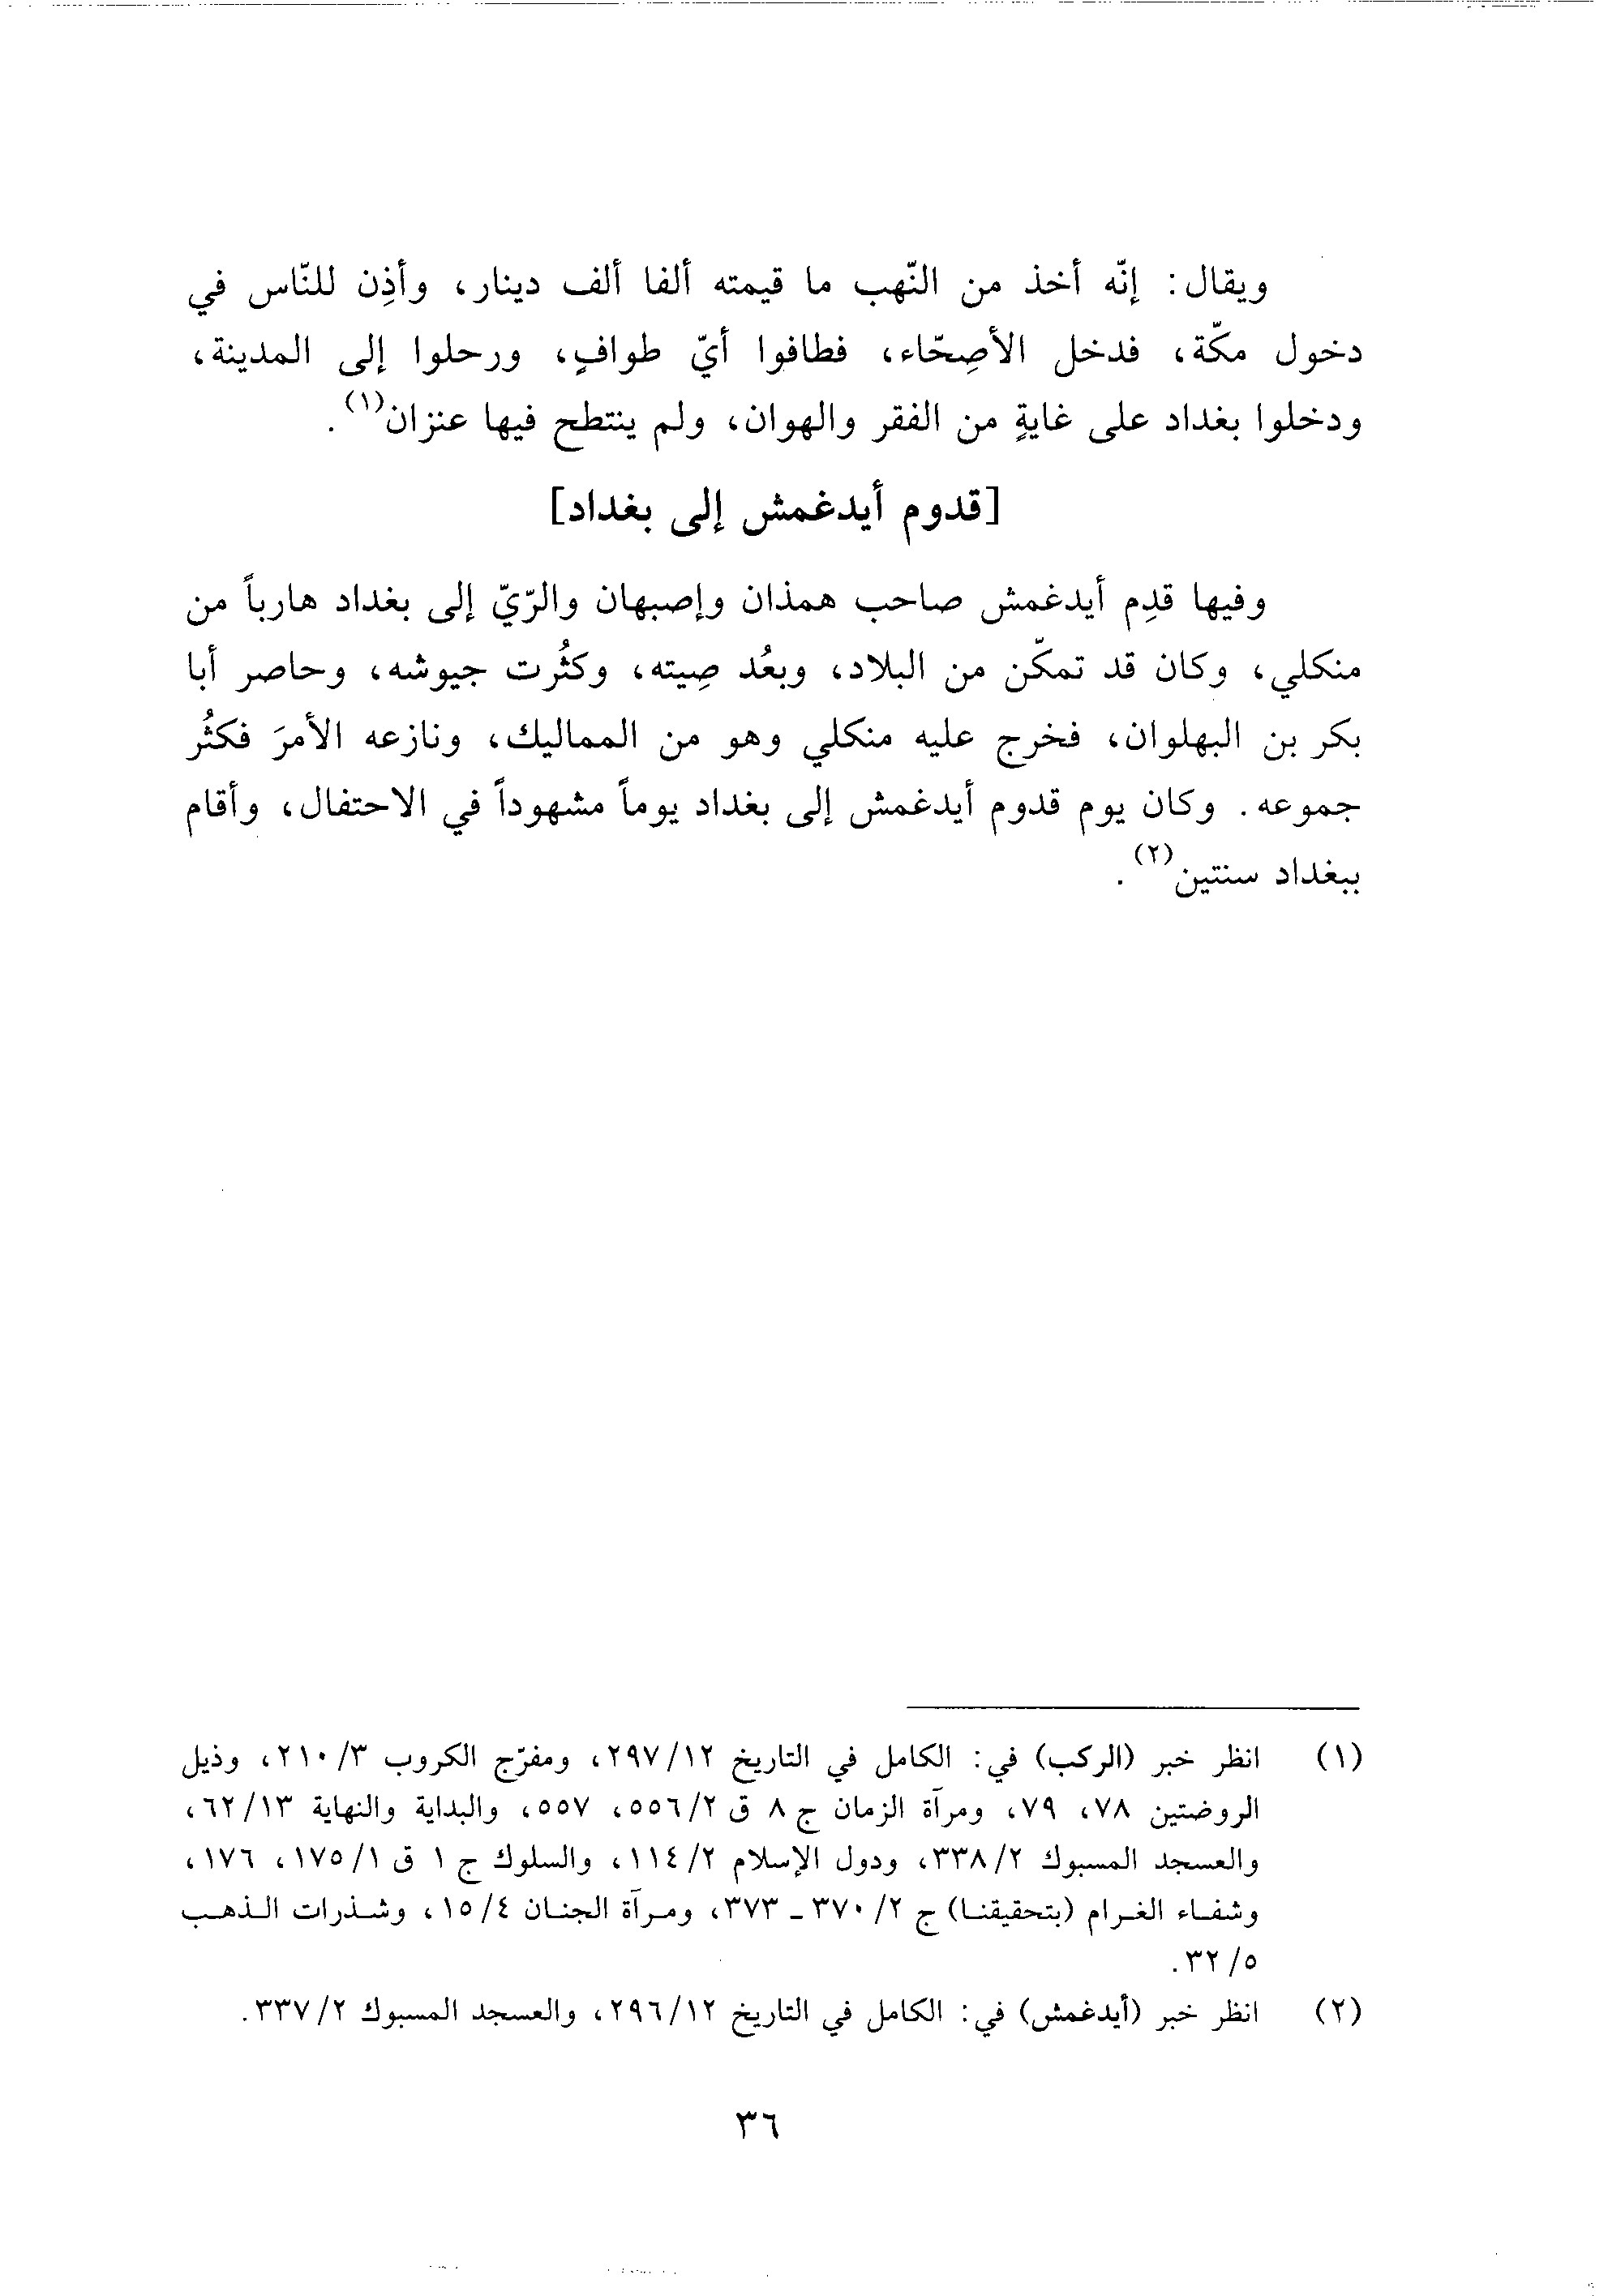 ويقال: إنّه أخذ من النّهب ما قيمته ألفا ألف دينار، وأذِن للنّاس في
دخول مكّة، فدخل الأصِحّاء، فطافوا أيّ طوافٍ، ورحلوا إلى المدينة،
ودخلوا بغداد على غايةٍ من الفقر والهوان، ولم ينتطح فيها عنزان(١).
[قدوم أيدغمش إلى بغداد]
وفيها قدِم أيدغمش صاحب همذان وإصبهان والرّيّ إلى بغداد هارباً من
منكلي، وكان قد تمكّن من البلاد، وبعُد صِيته، وكثُرت جيوشه، وحاصر أبا
بكر بن البهلوان، فخرج عليه منكلي وهو من المماليك، ونازعه الأمرَ فكثُر
جموعه. وكان يوم قدوم أيدغمش إلى بغداد يوماً مشهوداً في الاحتفال، وأقام
ببغداد سنتين(٢).
(١) انظر خبر (الركب) في: الكامل في التاريخ ١٢/٢٩٧، ومفرّج الكروب ٣/٢١٠، وذيل
الروضتين ٧٨، ٧٩، ومرآة الزمان ج ٨ ق ٢/٥٥٦، ٥٥٧، والبداية والنهاية ١٣/٦٢،
والعسجد المسبوك ٢/٣٣٨، ودول الإسلام ٢/١١٤، والسلوك ج ١ ق ١/١٧٥، ١٧٦،
وشفاء الغرام (بتحقيقنا) ج ٢/٣٧٠ ـ ٣٧٣، ومرآة الجنان ٤/١٥، وشذرات الذهب
٥/٣٢.
(٢) انظر خبر (أيدغمش) في: الكامل في التاريخ ١٢/٢٩٦، والعسجد المسبوك ٢/٣٣٧.
٣٦